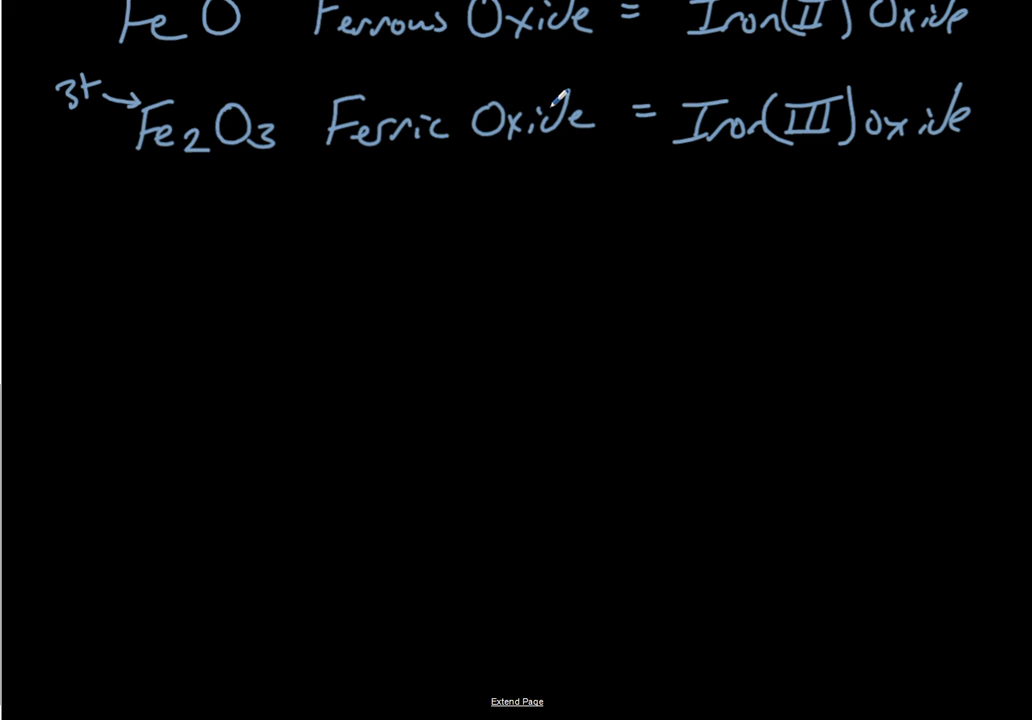 FeO Ferrous Oxide = Iron(II) Oxide
3+ → Fe2O3 Ferric Oxide = Iron(III) oxide
Extend Page